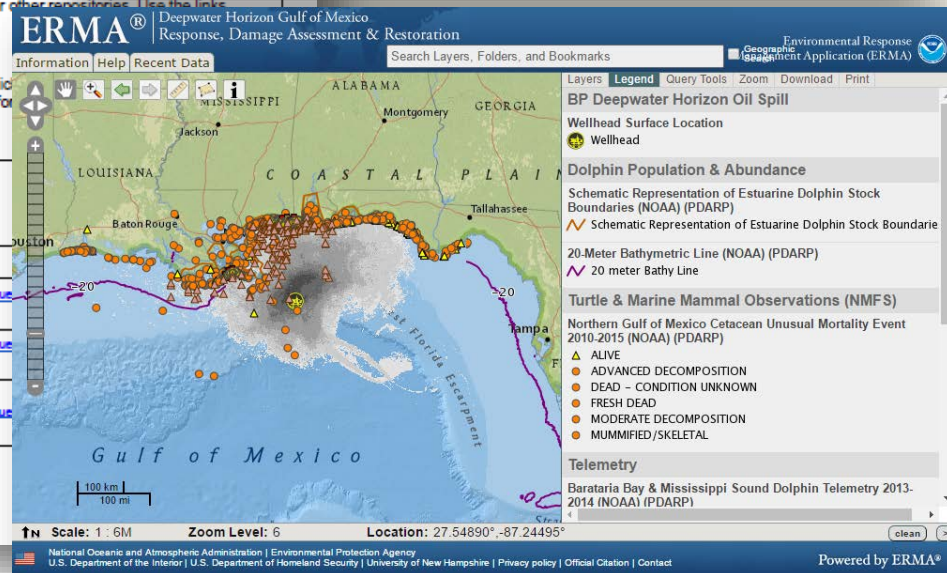 r other repositories. Use the links
ERMA® Deepwater Horizon Gulf of Mexico
Response, Damage Assessment & Restoration
Search Layers, Folders, and Bookmarks
Geographic
Search
Environmental Response
Management Application (ERMA)
Information Help Recent Data
Layers Legend Query Tools Zoom Download Print
BP Deepwater Horizon Oil Spill
Wellhead Surface Location
Wellhead
Dolphin Population & Abundance
Schematic Representation of Estuarine Dolphin Stock
Boundaries (NOAA) (PDARP)
Schematic Representation of Estuarine Dolphin Stock Boundarie
20-Meter Bathymetric Line (NOAA) (PDARP)
20 meter Bathy Line
Turtle & Marine Mammal Observations (NMFS)
Northern Gulf of Mexico Cetacean Unusual Mortality Event
2010-2015 (NOAA) (PDARP)
ALIVE
ADVANCED DECOMPOSITION
DEAD - CONDITION UNKNOWN
FRESH DEAD
MODERATE DECOMPOSITION
MUMMIFIED/SKELETAL
Telemetry
Barataria Bay & Mississippi Sound Dolphin Telemetry 2013-
2014 (NOAA) (PDARP)
MISSISSIPPI
ALABAMA
GEORGIA
Montgomery
Jackson
LOUISIANA
COASTAL PLAIN
Tallahassee
Baton Rouge
ouston
-20
-20
Tampa
st Florida Escarpment
Gulf of Mexico
100 km
100 mi
N Scale: 1 : 6M Zoom Level: 6 Location: 27.54890°,-87.24495°
clean
National Oceanic and Atmospheric Administration | Environmental Protection Agency
U.S. Department of the Interior | U.S. Department of Homeland Security | University of New Hampshire | Privacy policy | Official Citation | Contact
Powered by ERMA®